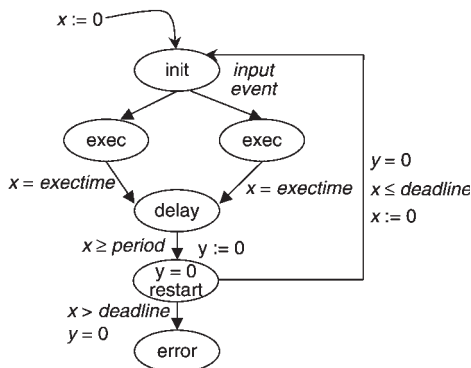 x := 0
init
input
event
exec
exec
x = exectime
x = exectime
y = 0
x ≤ deadline
x := 0
delay
x ≥ period
y := 0
y = 0
restart
x > deadline
y = 0
error